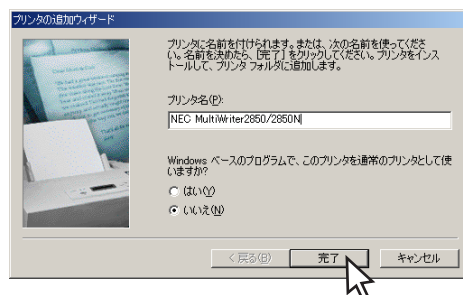 プリンタの追加ウィザード
プリンタに名前を付けられます。または、次の名前を使ってくださ
い。名前を決めたら、[完了] をクリックしてください。プリンタをインス
トールして、プリンタ フォルダに追加します。
プリンタ名(P):
NEC MultiWriter2850/2850N
Windows ベースのプログラムで、このプリンタを通常のプリンタとして使
いますか?
はい(Y)
いいえ(N)
< 戻る(B)
完了
キャンセル